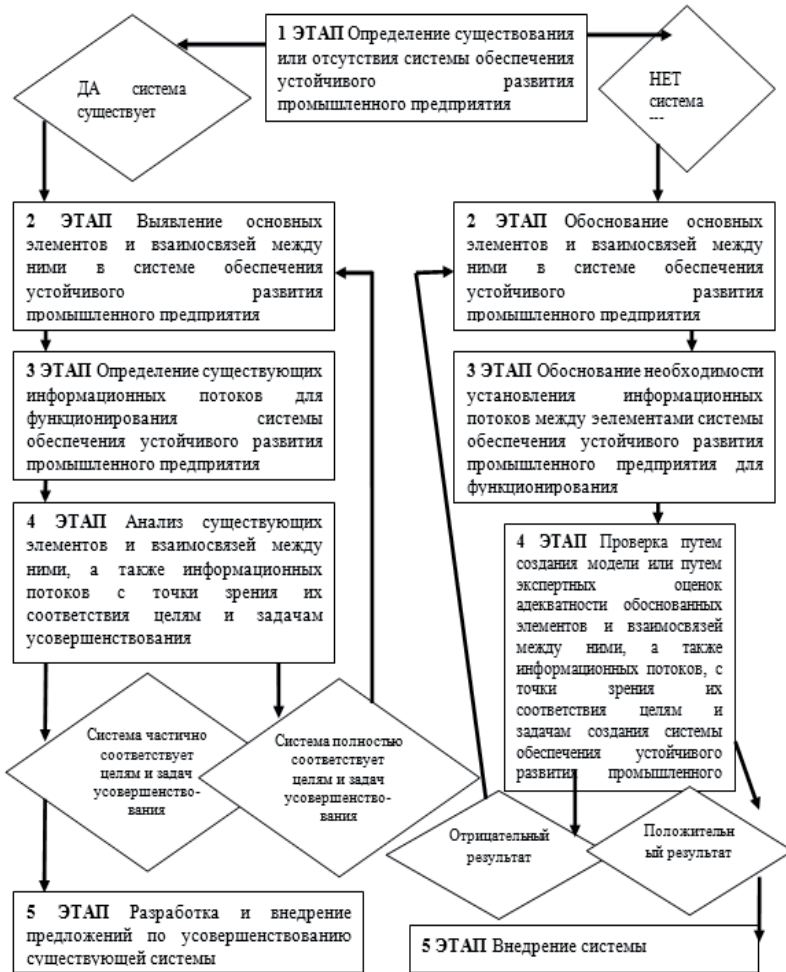 1 ЭТАП Определение существования
или отсутствия системы обеспечения
устойчивого развития
промышленного предприятия
ДА система
существует
НЕТ
система
---
2 ЭТАП Выявление основных
элементов и взаимосвязей между
ними в системе обеспечения
устойчивого развития
промышленного предприятия
3 ЭТАП Определение существующих
информационных потоков для
функционирования системы
обеспечения устойчивого развития
промышленного предприятия
4 ЭТАП Анализ существующих
элементов и взаимосвязей между
ними, а также информационных
потоков с точки зрения их
соответствия целям и задачам
усовершенствования
Система частично
соответствует
целям и задач
усовершенство-
вания
Система полностью
соответствует
целям и задач
усовершенство-
вания
5 ЭТАП Разработка и внедрение
предложений по усовершенствованию
существующей системы
2 ЭТАП Обоснование основных
элементов и взаимосвязей между
ними в системе обеспечения
устойчивого развития
промышленного предприятия
3 ЭТАП Обоснование необходимости
установления информационных
потоков между эелементами системы
обеспечения устойчивого развития
промышленного предприятия для
функционирования
4 ЭТАП Проверка путем
создания модели или путем
экспертных оценок
адекватности обоснованных
элементов и взаимосвязей
между ними, а также
информационных потоков, с
точки зрения их
соответствия целям и
задачам создания системы
обеспечения устойчивого
развития промышленного
Отрицательный
результат
Положительн
ый результат
5 ЭТАП Внедрение системы